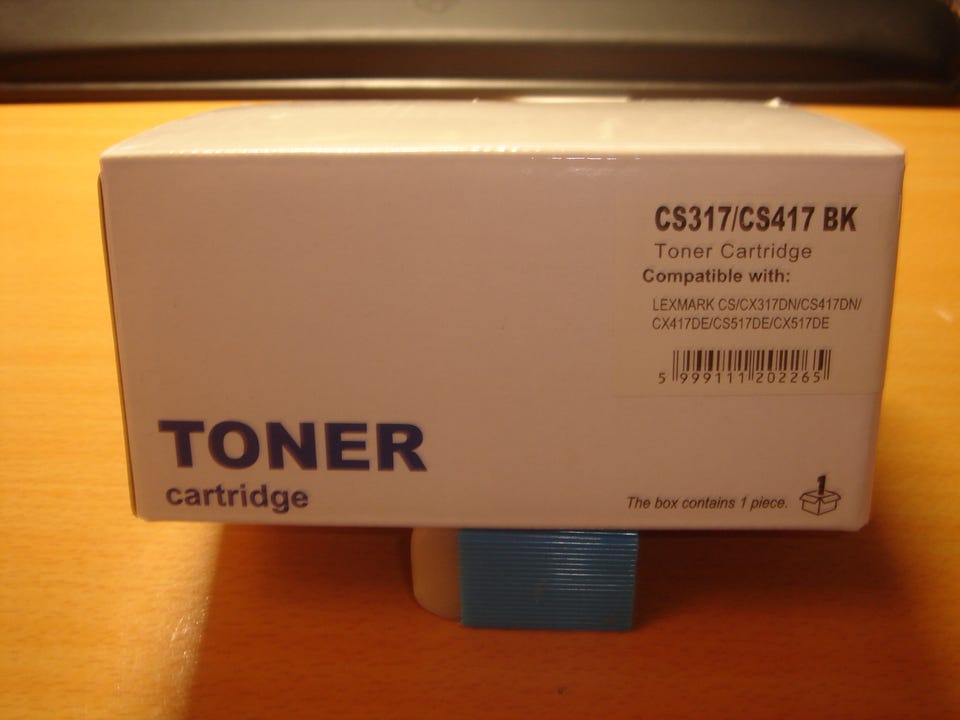 CS317/CS417 BK
Toner Cartridge
Compatible with:
LEXMARK CS/CX317DN/CS417DN/
CX417DE/CS517DE/CX517DE
5 999111 202265
TONER
cartridge
The box contains 1 piece.
1